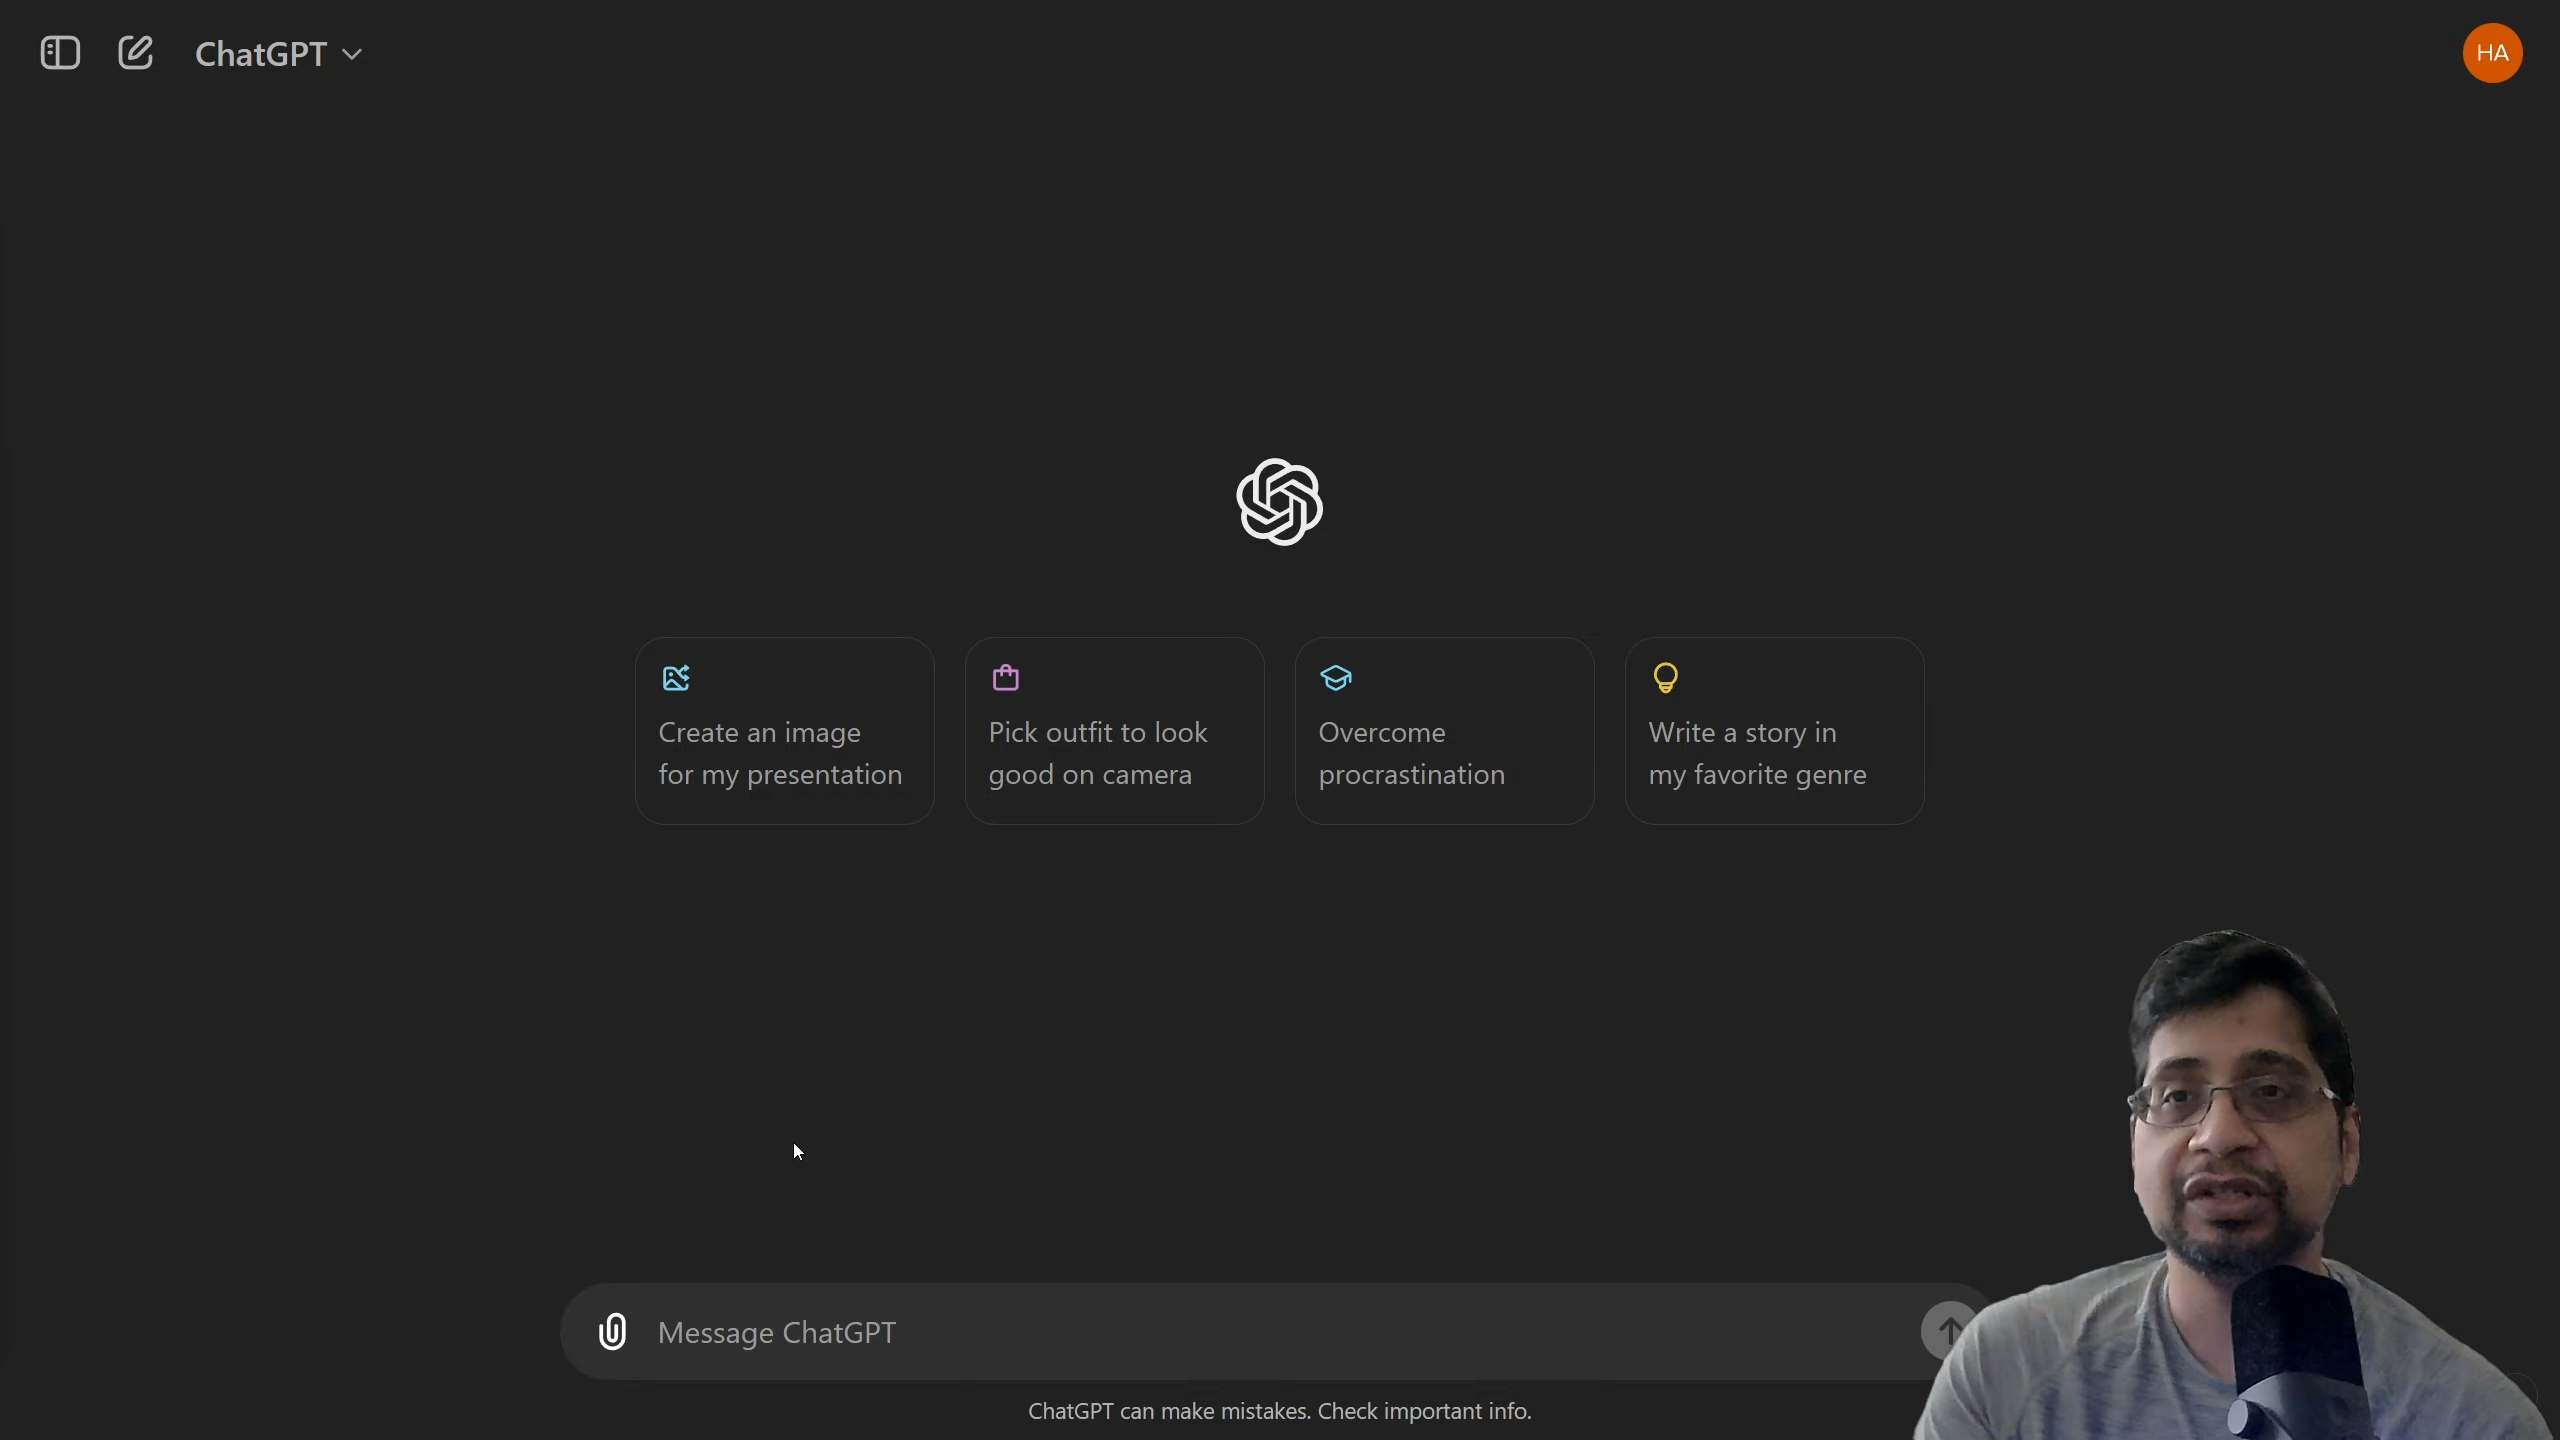 ChatGPT
HA
Create an image
for my presentation
Pick outfit to look
good on camera
Overcome
procrastination
Write a story in
my favorite genre
Message ChatGPT
ChatGPT can make mistakes. Check important info.